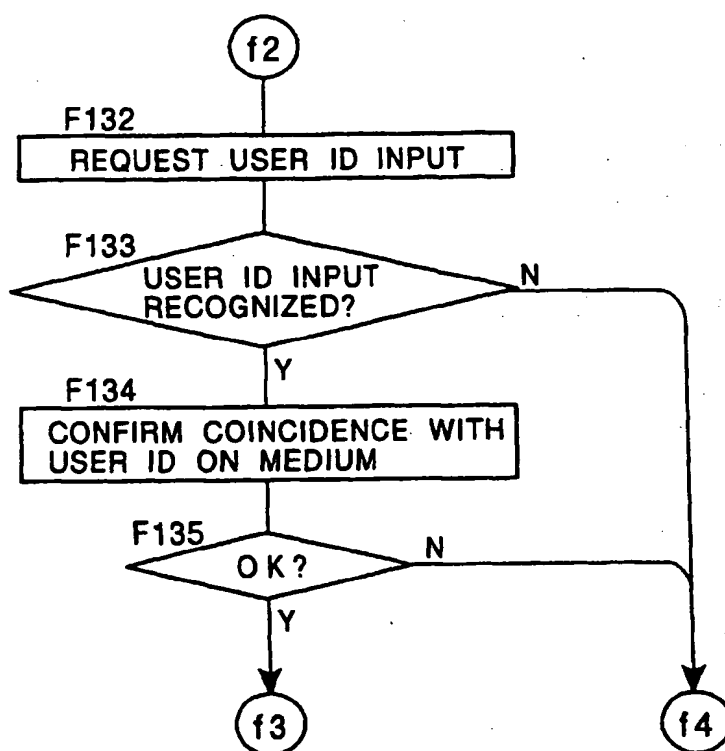 f2
F132
REQUEST USER ID INPUT
F133
USER ID INPUT
RECOGNIZED?
N
Y
F134
CONFIRM COINCIDENCE WITH
USER ID ON MEDIUM
F135
OK?
N
Y
f3
f4